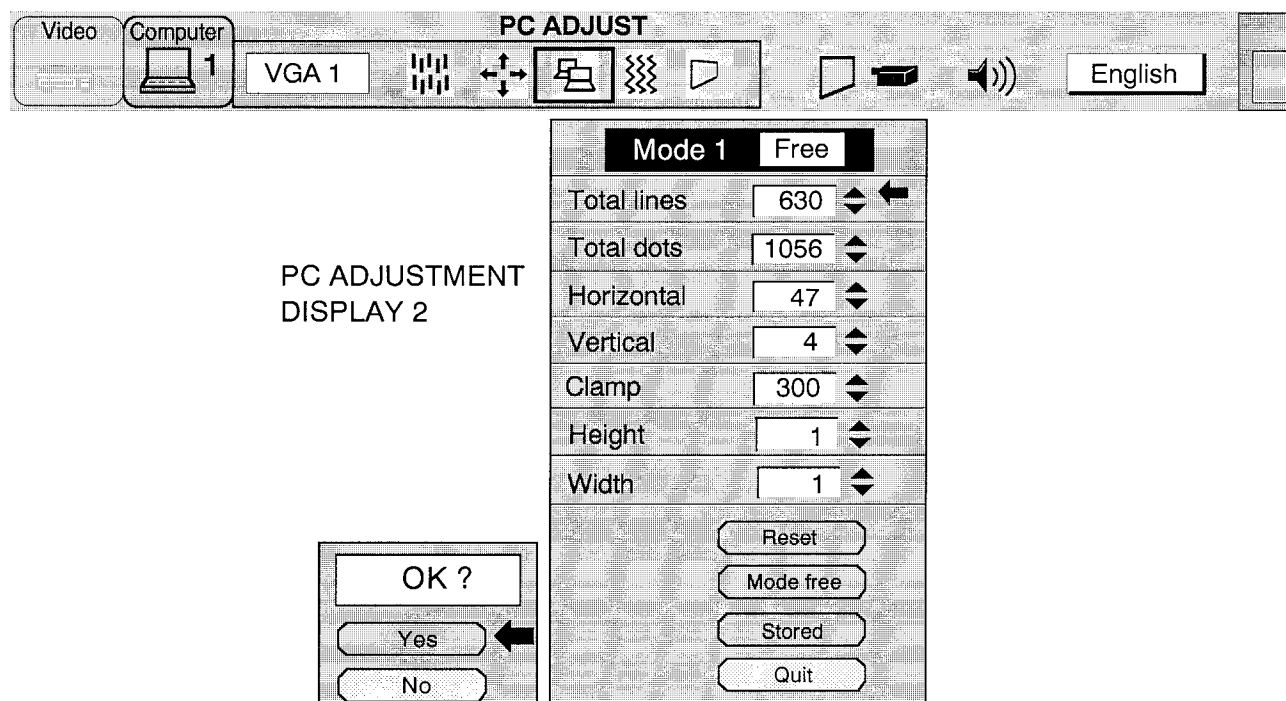 PC ADJUST
Video
Computer
1
VGA 1
English
Mode 1 Free
Total lines 630
Total dots 1056
Horizontal 47
Vertical 4
Clamp 300
Height 1
Width 1
Reset
Mode free
Stored
Quit
PC ADJUSTMENT
DISPLAY 2
OK ?
Yes
No